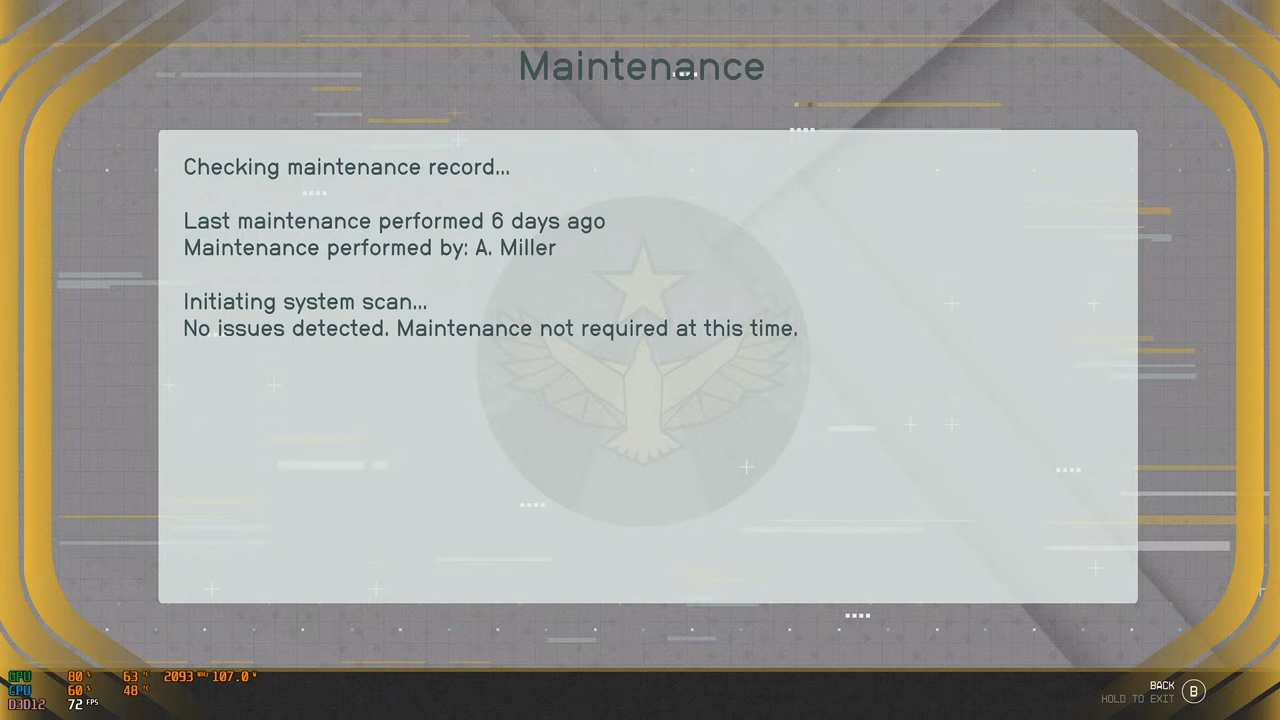 Maintenance
Checking maintenance record...
Last maintenance performed 6 days ago
Maintenance performed by: A. Miller
Initiating system scan...
No issues detected. Maintenance not required at this time.
GPU 80 % 63 °C 2093 MHz 107.0 W
CPU 60 % 48 °C
D3D12 72 FPS
BACK
HOLD TO EXIT
B